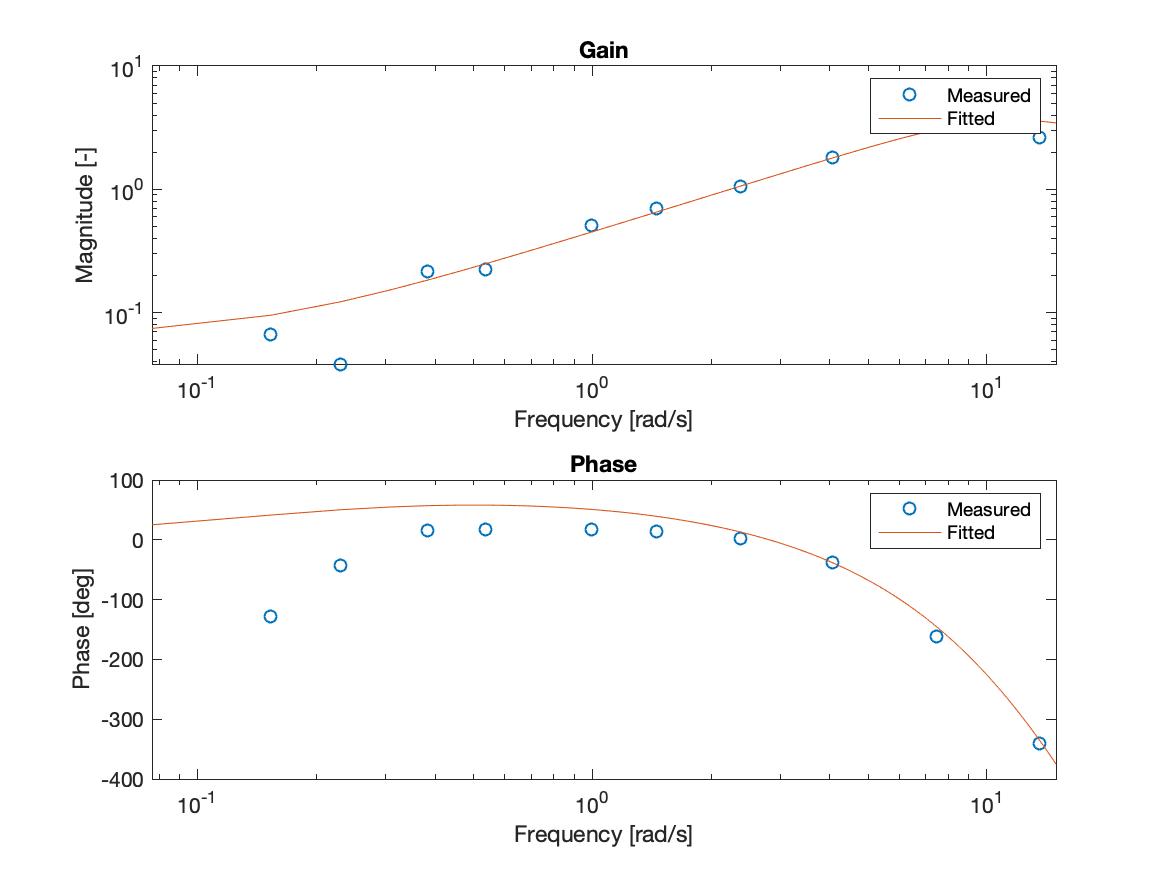 Gain
10^1
10^0
10^-1
Magnitude [-]
Measured
Fitted
10^-1
10^0
10^1
Frequency [rad/s]
Phase
100
0
-100
-200
-300
-400
Phase [deg]
Measured
Fitted
10^-1
10^0
10^1
Frequency [rad/s]